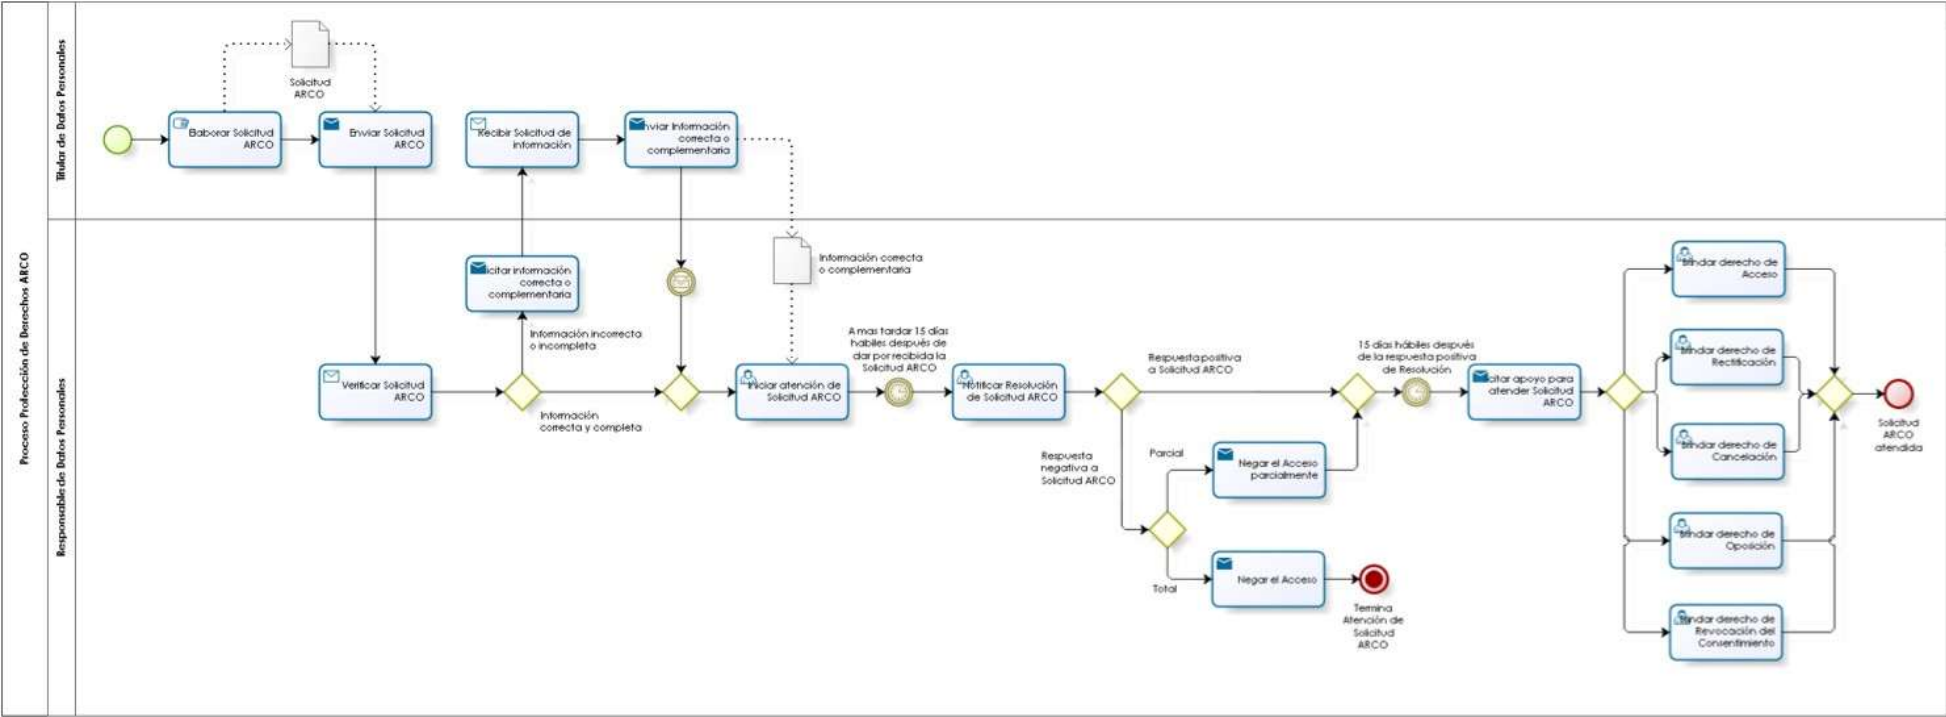 Proceso Protección de Derechos ARCO
Titular de Datos Personales
Solicitud
ARCO
Elaborar Solicitud
ARCO
Enviar Solicitud
ARCO
Recibir Solicitud de
información
nviar Información
correcta o
complementaria
Responsable de Datos Personales
icitar información
correcta o
complementaria
Información correcta
o complementaria
Información incorrecta
o incompleta
Verificar Solicitud
ARCO
Información
correcta y completa
Iniciar atención de
Solicitud ARCO
A mas tardar 15 días
hábiles después de
dar por recibida la
Solicitud ARCO
Notificar Resolución
de Solicitud ARCO
Respuesta positiva
a Solicitud ARCO
Respuesta
negativa a
Solicitud ARCO
Parcial
Negar el Acceso
parcialmente
Total
Negar el Acceso
Termina
Atención de
Solicitud
ARCO
15 días hábiles después
de la respuesta positiva
de Resolución
citar apoyo para
atender Solicitud
ARCO
Brindar derecho de
Acceso
Brindar derecho de
Rectificación
Brindar derecho de
Cancelación
Brindar derecho de
Oposición
Brindar derecho de
Revocación del
Consentimiento
Solicitud
ARCO
atendida